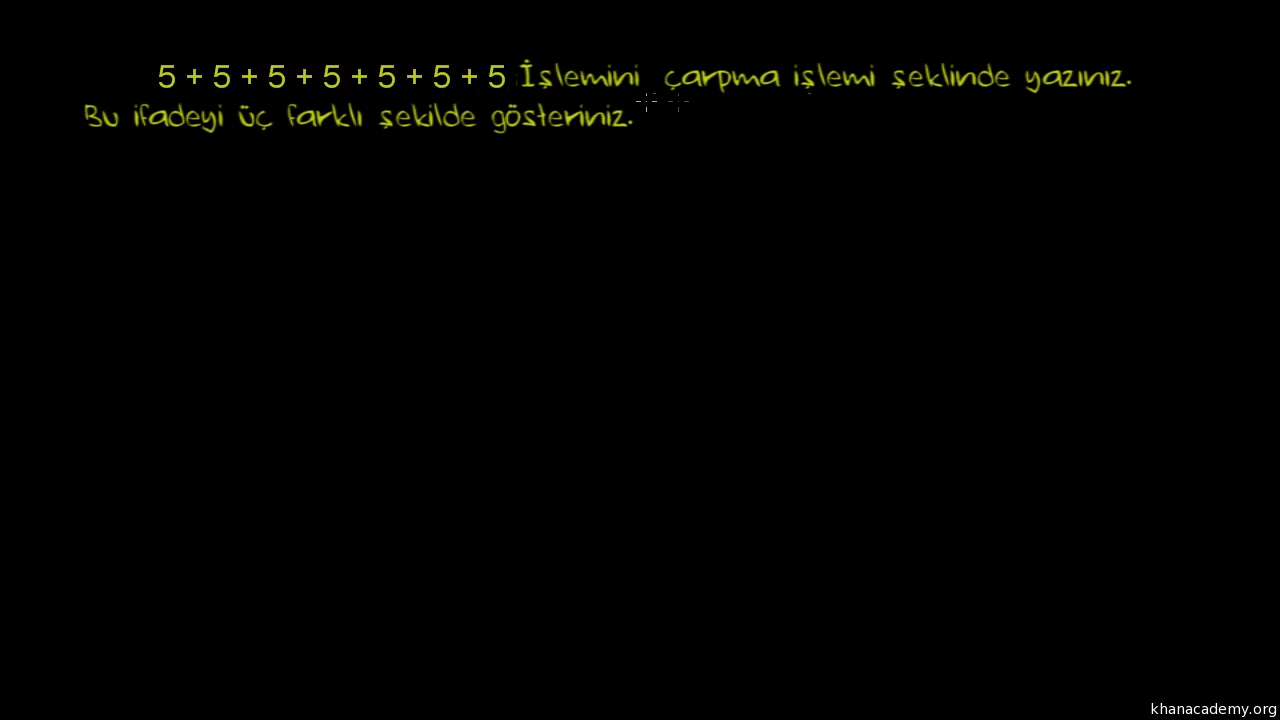 5 + 5 + 5 + 5 + 5 + 5 + 5 İşlemini çarpma işlemi şeklinde yazınız.
Bu ifadeyi üç farklı şekilde gösteriniz.
khanacademy.org